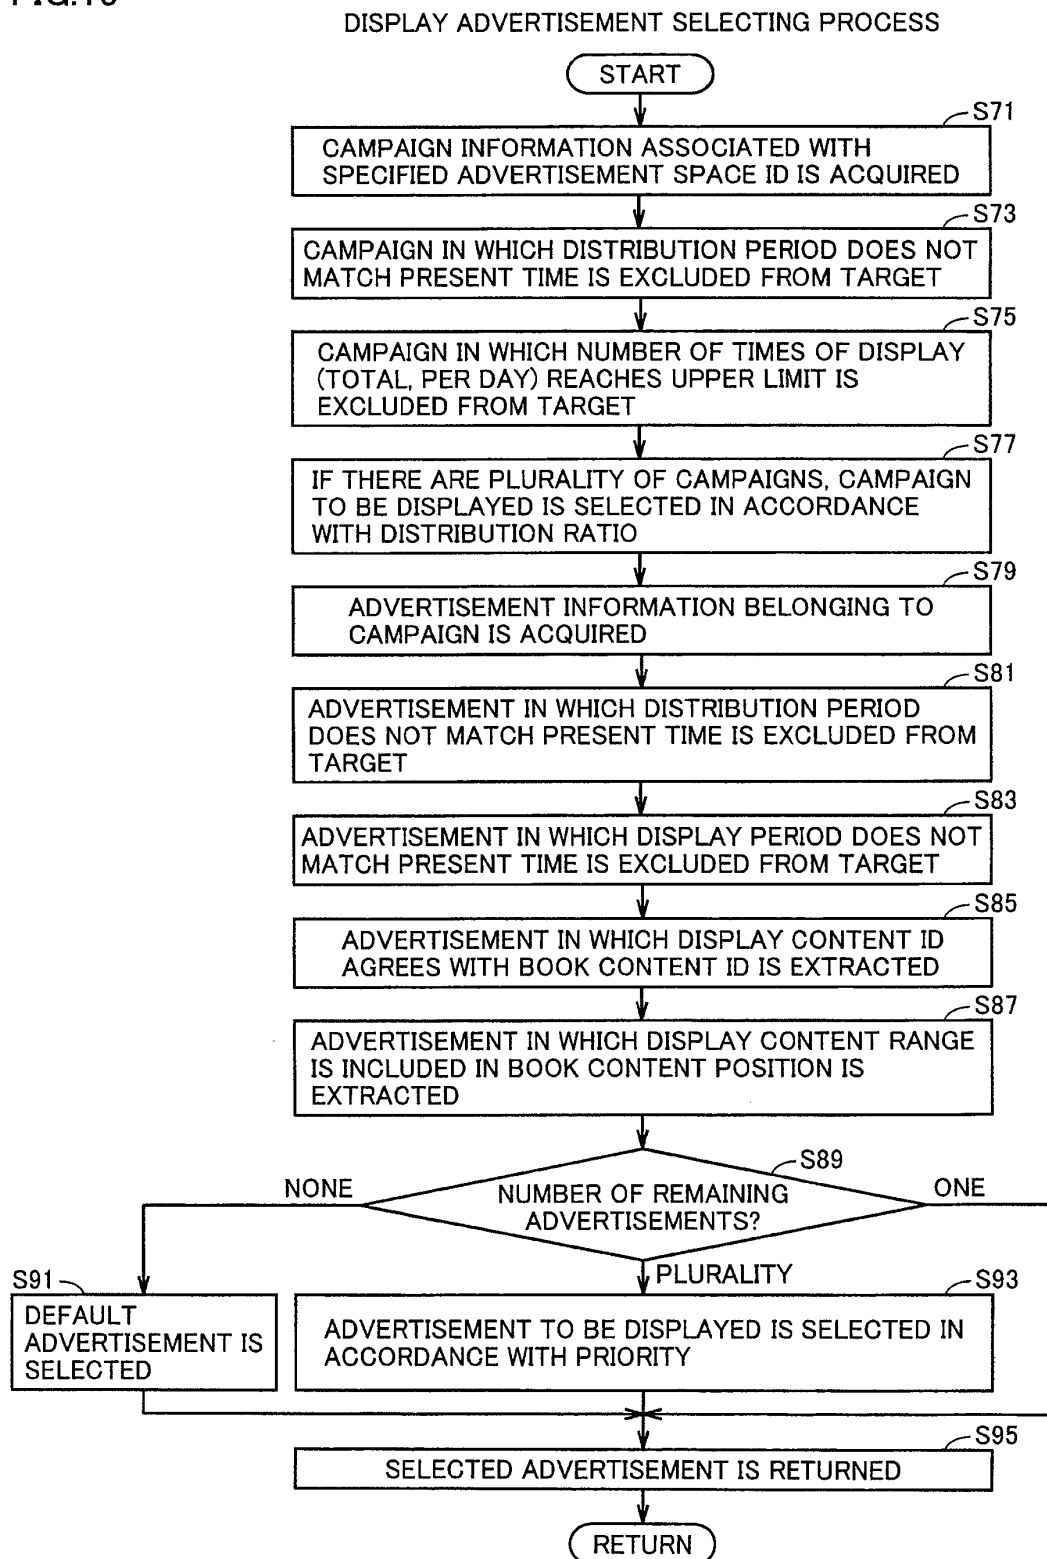 DISPLAY ADVERTISEMENT SELECTING PROCESS
START
S71
CAMPAIGN INFORMATION ASSOCIATED WITH
SPECIFIED ADVERTISEMENT SPACE ID IS ACQUIRED
S73
CAMPAIGN IN WHICH DISTRIBUTION PERIOD DOES NOT
MATCH PRESENT TIME IS EXCLUDED FROM TARGET
S75
CAMPAIGN IN WHICH NUMBER OF TIMES OF DISPLAY
(TOTAL, PER DAY) REACHES UPPER LIMIT IS
EXCLUDED FROM TARGET
S77
IF THERE ARE PLURALITY OF CAMPAIGNS, CAMPAIGN
TO BE DISPLAYED IS SELECTED IN ACCORDANCE
WITH DISTRIBUTION RATIO
S79
ADVERTISEMENT INFORMATION BELONGING TO
CAMPAIGN IS ACQUIRED
S81
ADVERTISEMENT IN WHICH DISTRIBUTION PERIOD
DOES NOT MATCH PRESENT TIME IS EXCLUDED FROM
TARGET
S83
ADVERTISEMENT IN WHICH DISPLAY PERIOD DOES NOT
MATCH PRESENT TIME IS EXCLUDED FROM TARGET
S85
ADVERTISEMENT IN WHICH DISPLAY CONTENT ID
AGREES WITH BOOK CONTENT ID IS EXTRACTED
S87
ADVERTISEMENT IN WHICH DISPLAY CONTENT RANGE
IS INCLUDED IN BOOK CONTENT POSITION IS
EXTRACTED
S89
NONE
NUMBER OF REMAINING
ADVERTISEMENTS?
ONE
PLURALITY
S91
DEFAULT
ADVERTISEMENT IS
SELECTED
S93
ADVERTISEMENT TO BE DISPLAYED IS SELECTED IN
ACCORDANCE WITH PRIORITY
S95
SELECTED ADVERTISEMENT IS RETURNED
RETURN